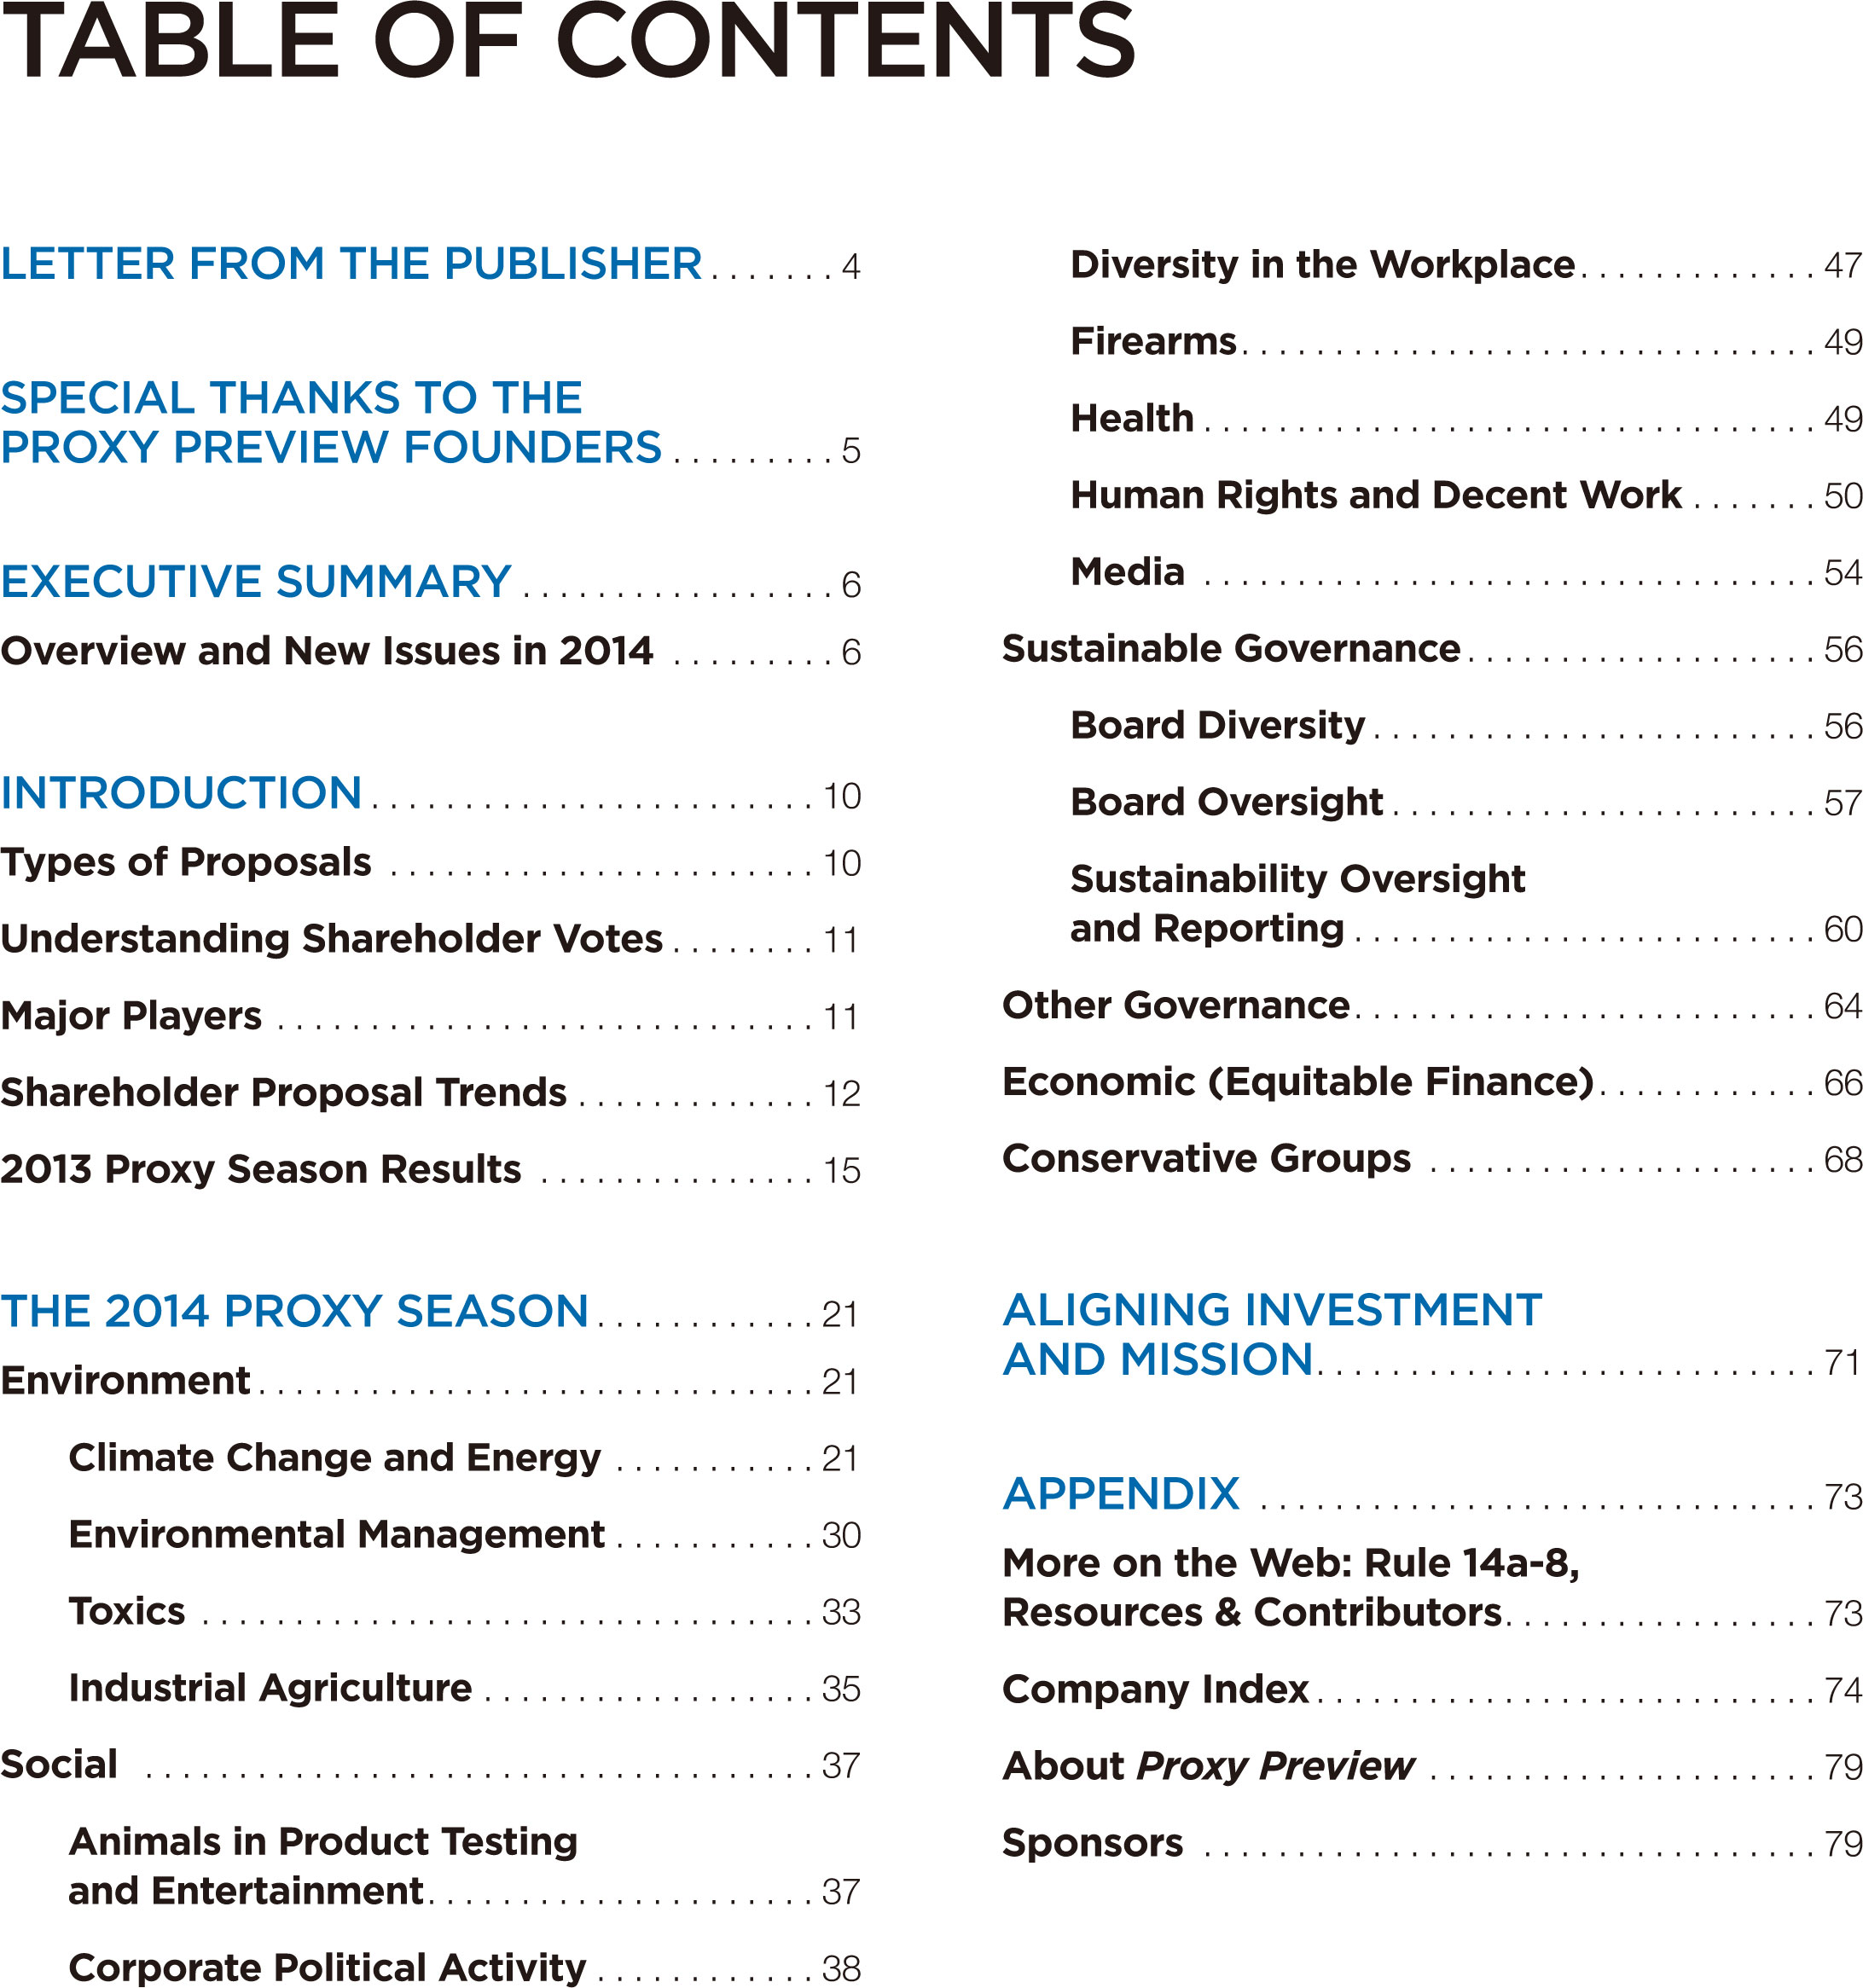 TABLE OF CONTENTS
LETTER FROM THE PUBLISHER . . . . . . . 4
SPECIAL THANKS TO THE
PROXY PREVIEW FOUNDERS . . . . . . . . . 5
EXECUTIVE SUMMARY . . . . . . . . . . . . . . . . . 6
Overview and New Issues in 2014 . . . . . . . . . 6
INTRODUCTION . . . . . . . . . . . . . . . . . . . . . . . . 10
Types of Proposals . . . . . . . . . . . . . . . . . . . . . . . 10
Understanding Shareholder Votes . . . . . . . . 11
Major Players . . . . . . . . . . . . . . . . . . . . . . . . . . . . . 11
Shareholder Proposal Trends . . . . . . . . . . . . . 12
2013 Proxy Season Results . . . . . . . . . . . . . . . 15
THE 2014 PROXY SEASON . . . . . . . . . . . . 21
Environment . . . . . . . . . . . . . . . . . . . . . . . . . . . . . . 21
Climate Change and Energy . . . . . . . . . . . 21
Environmental Management . . . . . . . . . . . 30
Toxics . . . . . . . . . . . . . . . . . . . . . . . . . . . . . . . . . 33
Industrial Agriculture . . . . . . . . . . . . . . . . . . 35
Social . . . . . . . . . . . . . . . . . . . . . . . . . . . . . . . . . . . . 37
Animals in Product Testing
and Entertainment . . . . . . . . . . . . . . . . . . . . . 37
Corporate Political Activity . . . . . . . . . . . . 38
Diversity in the Workplace . . . . . . . . . . . . . 47
Firearms . . . . . . . . . . . . . . . . . . . . . . . . . . . . . . . 49
Health . . . . . . . . . . . . . . . . . . . . . . . . . . . . . . . . . 49
Human Rights and Decent Work . . . . . . . 50
Media . . . . . . . . . . . . . . . . . . . . . . . . . . . . . . . . . 54
Sustainable Governance . . . . . . . . . . . . . . . . . . . 56
Board Diversity . . . . . . . . . . . . . . . . . . . . . . . . 56
Board Oversight . . . . . . . . . . . . . . . . . . . . . . . 57
Sustainability Oversight
and Reporting . . . . . . . . . . . . . . . . . . . . . . . . . 60
Other Governance . . . . . . . . . . . . . . . . . . . . . . . . . 64
Economic (Equitable Finance) . . . . . . . . . . . . 66
Conservative Groups . . . . . . . . . . . . . . . . . . . . . 68
ALIGNING INVESTMENT
AND MISSION . . . . . . . . . . . . . . . . . . . . . . . . . . . 71
APPENDIX . . . . . . . . . . . . . . . . . . . . . . . . . . . . . . 73
More on the Web: Rule 14a-8,
Resources & Contributors . . . . . . . . . . . . . . . . . 73
Company Index . . . . . . . . . . . . . . . . . . . . . . . . . . . 74
About Proxy Preview . . . . . . . . . . . . . . . . . . . . . 79
Sponsors . . . . . . . . . . . . . . . . . . . . . . . . . . . . . . . . . 79